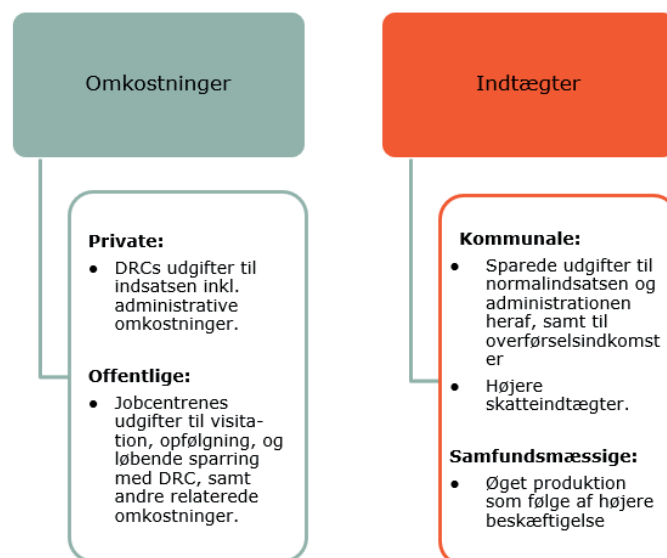 Omkostninger
Private:
● DRCs udgifter til
indsatsen inkl.
administrative
omkostninger.
Offentlige:
● Jobcentrenes
udgifter til visita-
tion, opfølgning, og
løbende sparring
med DRC, samt
andre relaterede
omkostninger.
Indtægter
Kommunale:
● Sparede udgifter til
normalindsatsen og
administrationen
heraf, samt til
overførselsindkomst
er
● Højere
skatteindtægter.
Samfundsmæssige:
● Øget produktion
som følge af højere
beskæftigelse